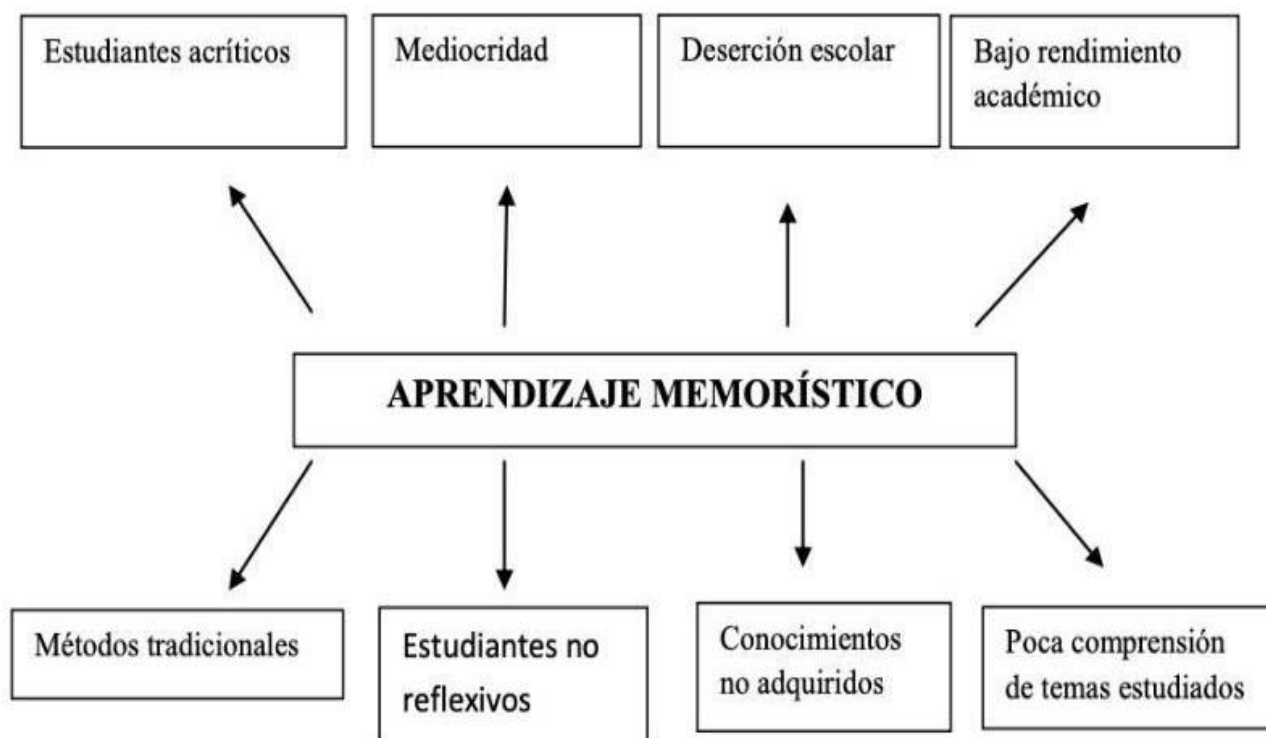 Estudiantes acríticos
Mediocridad
Deserción escolar
Bajo rendimiento
académico
APRENDIZAJE MEMORÍSTICO
Métodos tradicionales
Estudiantes no
reflexivos
Conocimientos
no adquiridos
Poca comprensión
de temas estudiados